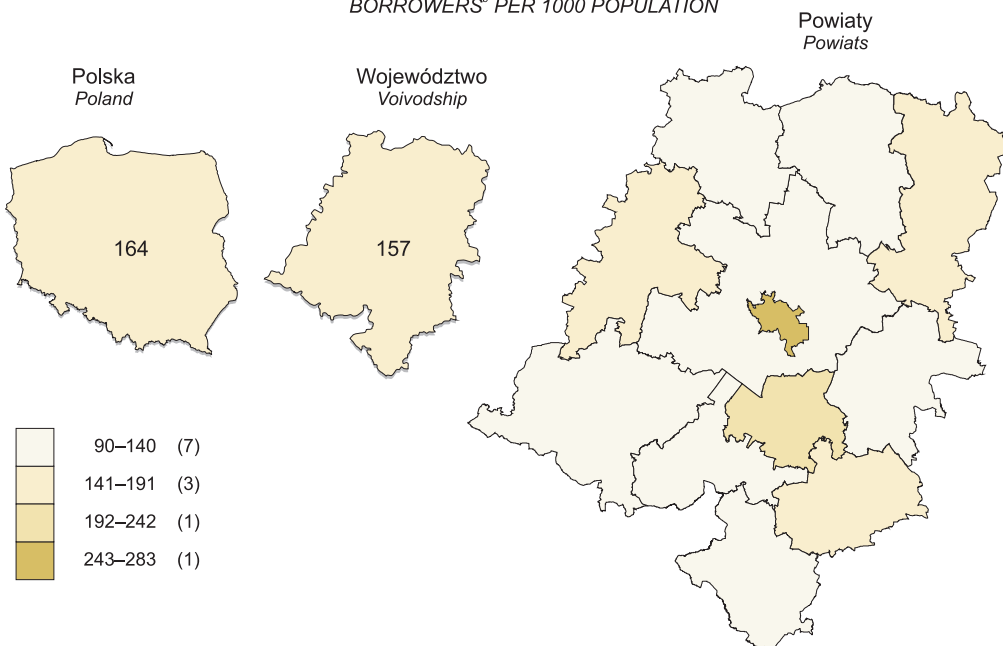 BORROWERS PER 1000 POPULATION
Powiaty
Powiats
Polska
Poland
Województwo
Voivodship
164
157
90–140 (7)
141–191 (3)
192–242 (1)
243–283 (1)